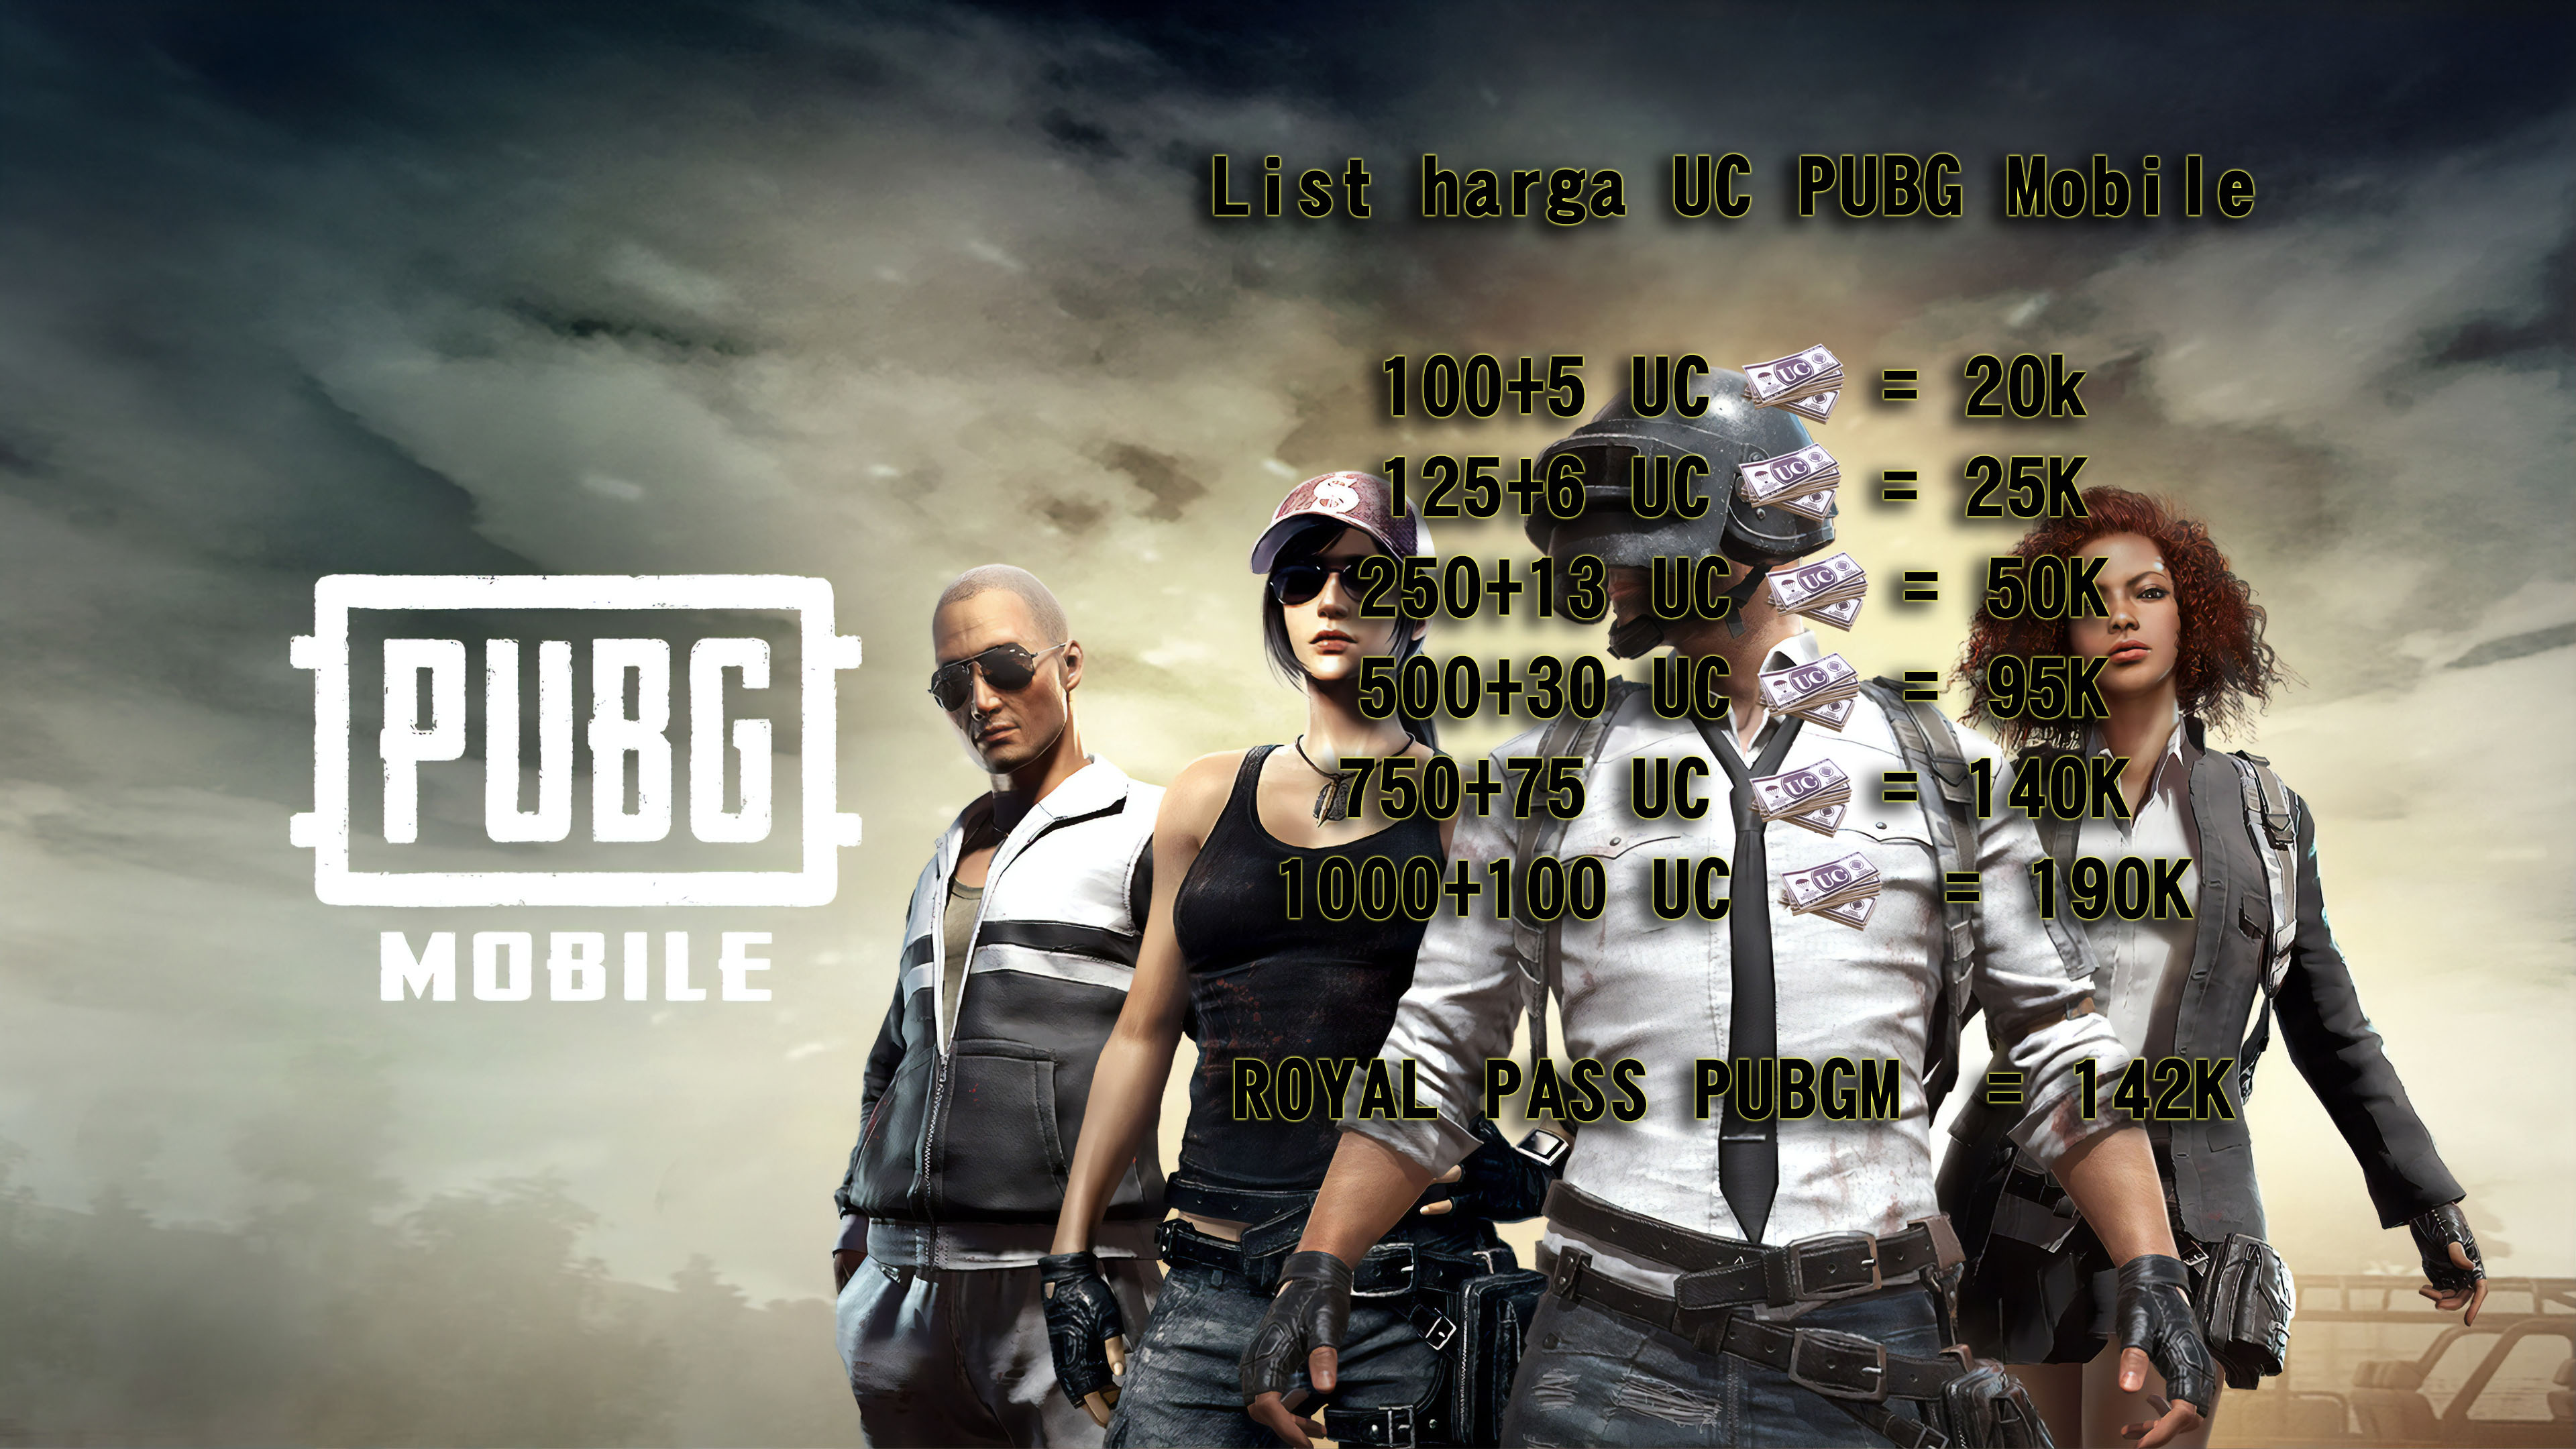 List harga UC PUBG Mobile
100+5 UC = 20k
125+6 UC = 25K
250+13 UC = 50K
500+30 UC = 95K
750+75 UC = 140K
1000+100 UC = 190K
ROYAL PASS PUBGM = 142K
PUBG
MOBILE